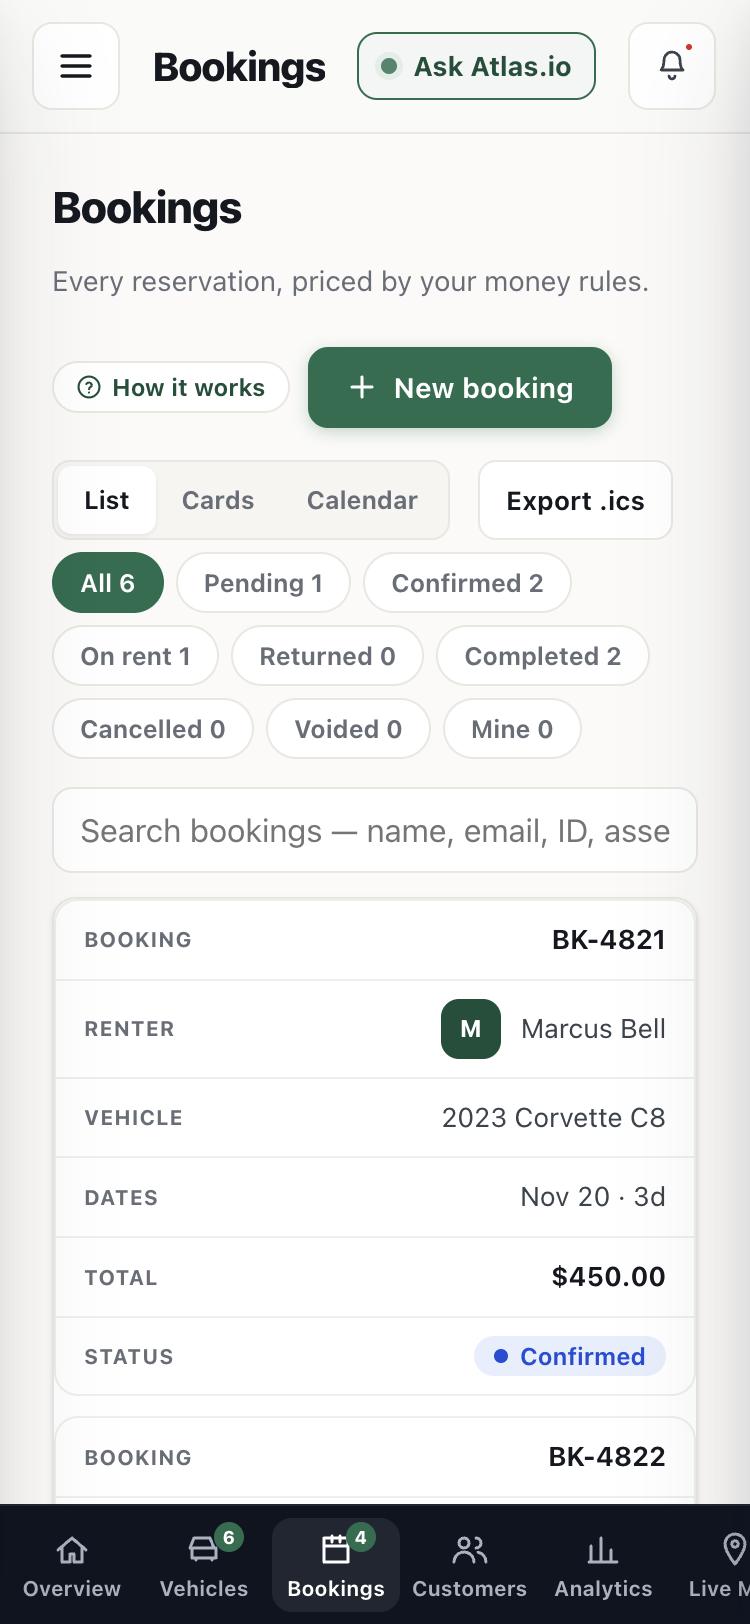 Bookings
Ask Atlas.io
Bookings
Every reservation, priced by your money rules.
How it works
+ New booking
List Cards Calendar Export .ics
All 6 Pending 1 Confirmed 2
On rent 1 Returned 0 Completed 2
Cancelled 0 Voided 0 Mine 0
Search bookings — name, email, ID, asse
BOOKING BK-4821
RENTER M Marcus Bell
VEHICLE 2023 Corvette C8
DATES Nov 20 · 3d
TOTAL $450.00
STATUS Confirmed
BOOKING BK-4822
6 4
Overview Vehicles Bookings Customers Analytics Live M